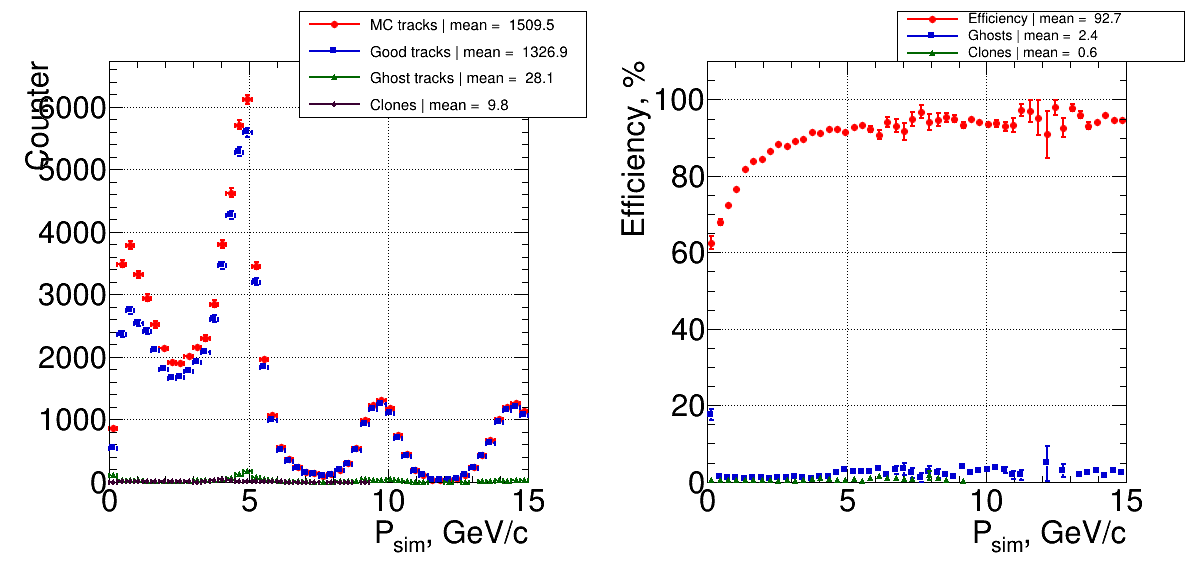 MC tracks | mean = 1509.5
Good tracks | mean = 1326.9
Ghost tracks | mean = 28.1
Clones | mean = 9.8
Counter
6000
5000
4000
3000
2000
1000
0
0 5 10 15
P_sim, GeV/c
Efficiency | mean = 92.7
Ghosts | mean = 2.4
Clones | mean = 0.6
Efficiency, %
100
80
60
40
20
0
0 5 10 15
P_sim, GeV/c